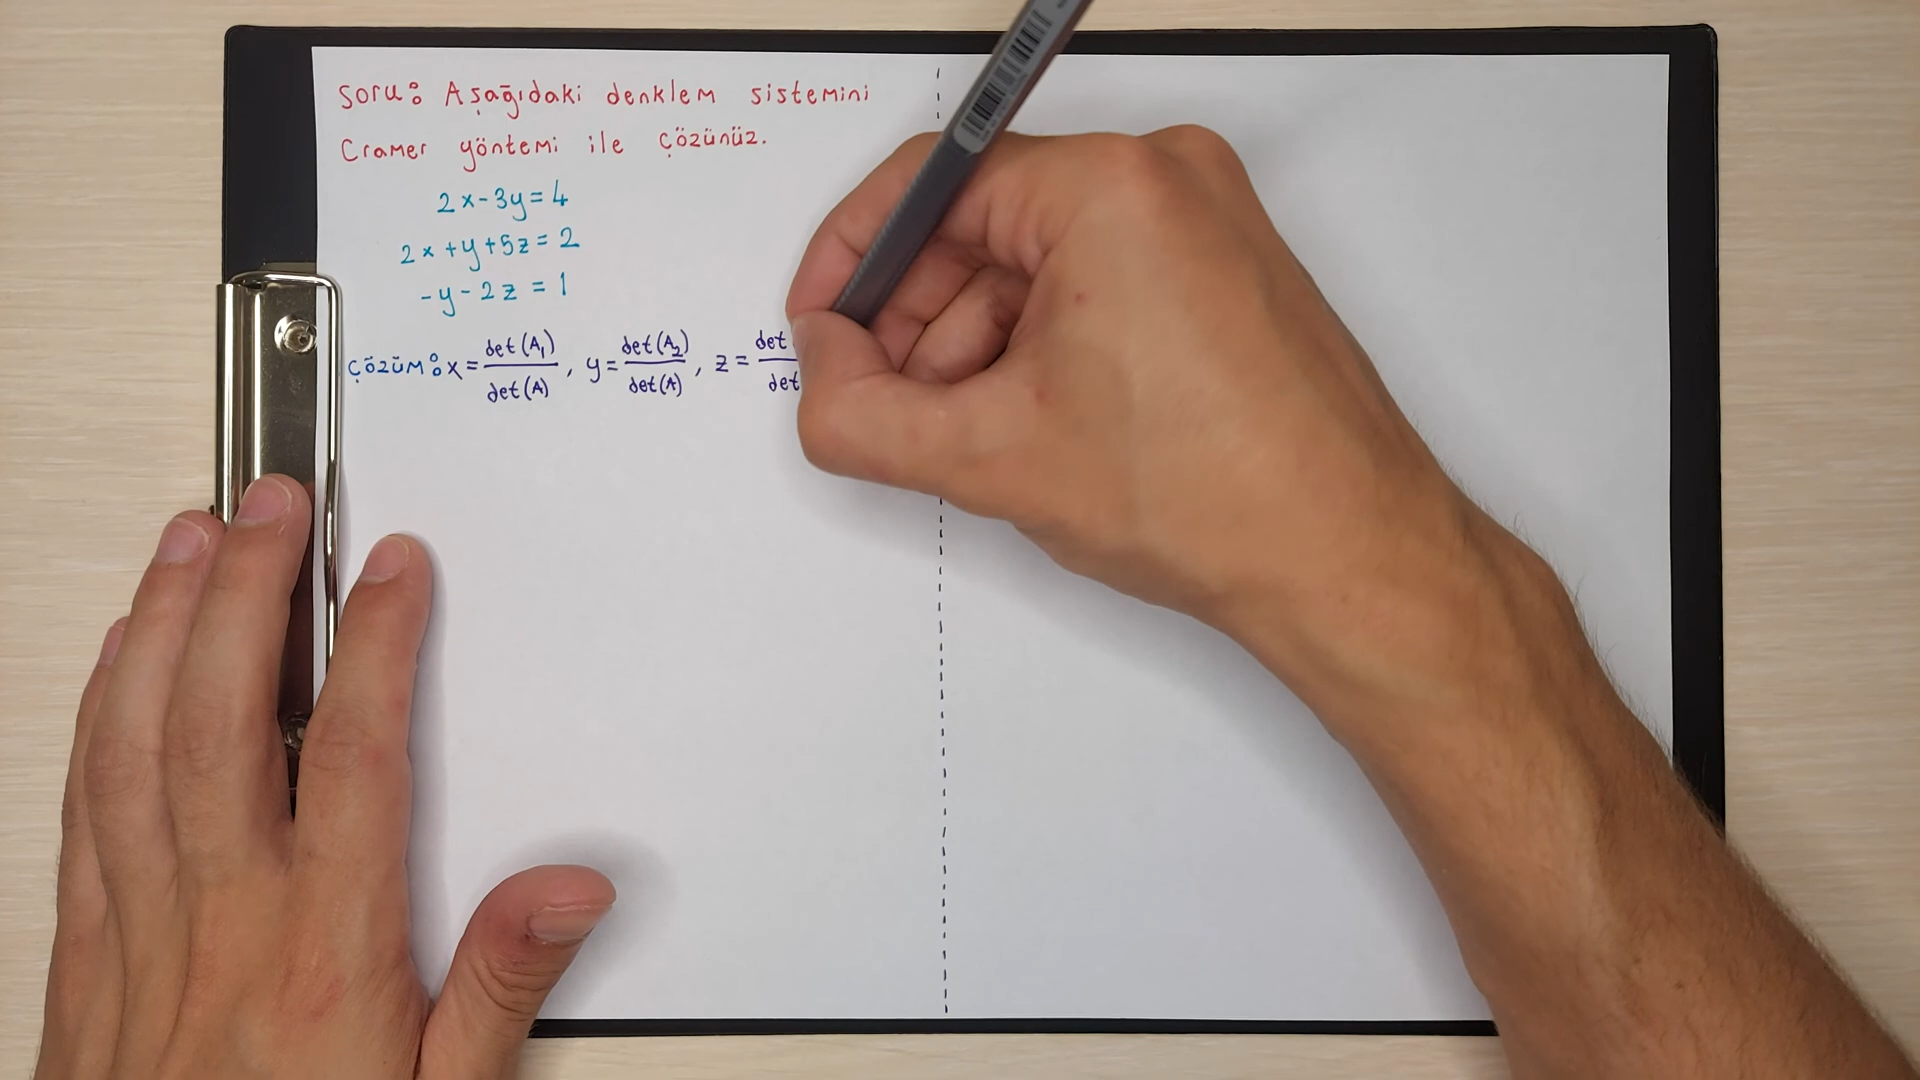 Soru: Aşağıdaki denklem sistemini
Cramer yöntemi ile çözünüz.
2x-3y=4
2x+y+5z=2
-y-2z=1
Çözüm: x = det(A₁)/det(A), y = det(A₂)/det(A), z = det/det